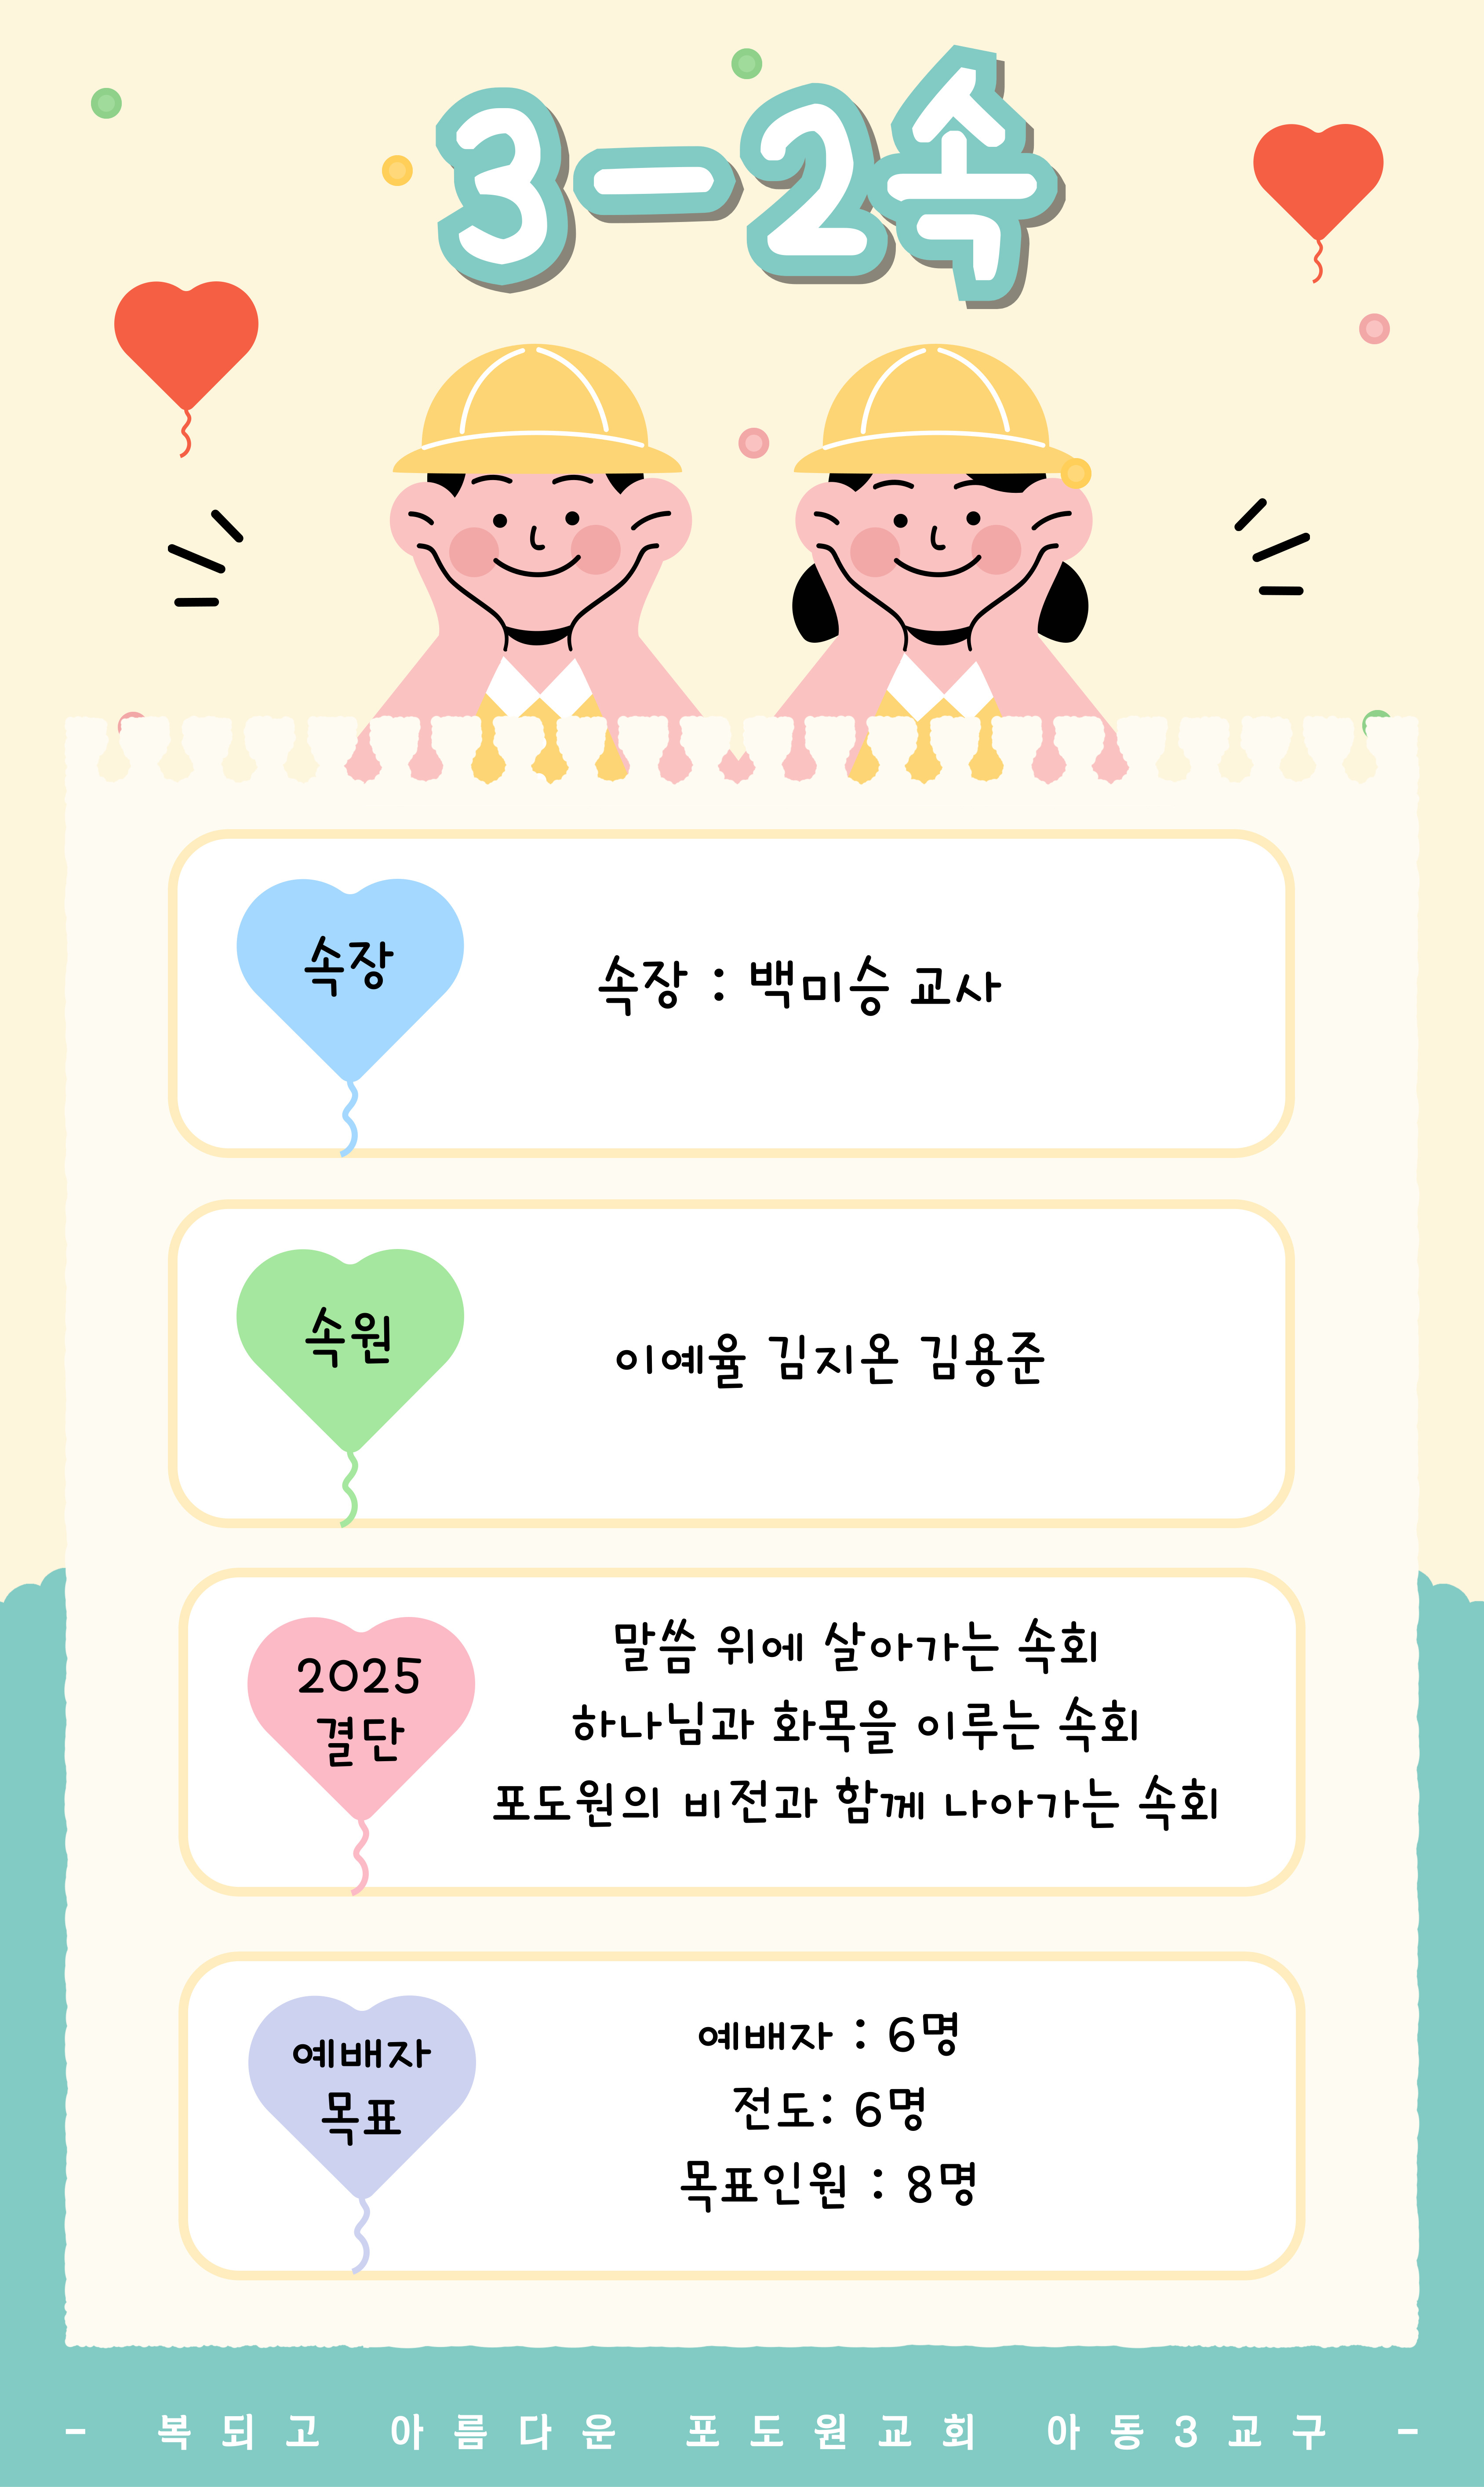 3-2속
속장
속장 : 백미승 교사
속원
이예율 김지온 김용준
2025
결단
말씀 위에 살아가는 속회
하나님과 화목을 이루는 속회
포도원의 비전과 함께 나아가는 속회
예배자
목표
예배자 : 6명
전도: 6명
목표인원 : 8명
- 복되고 아름다운 포도원교회 아동3교구 -